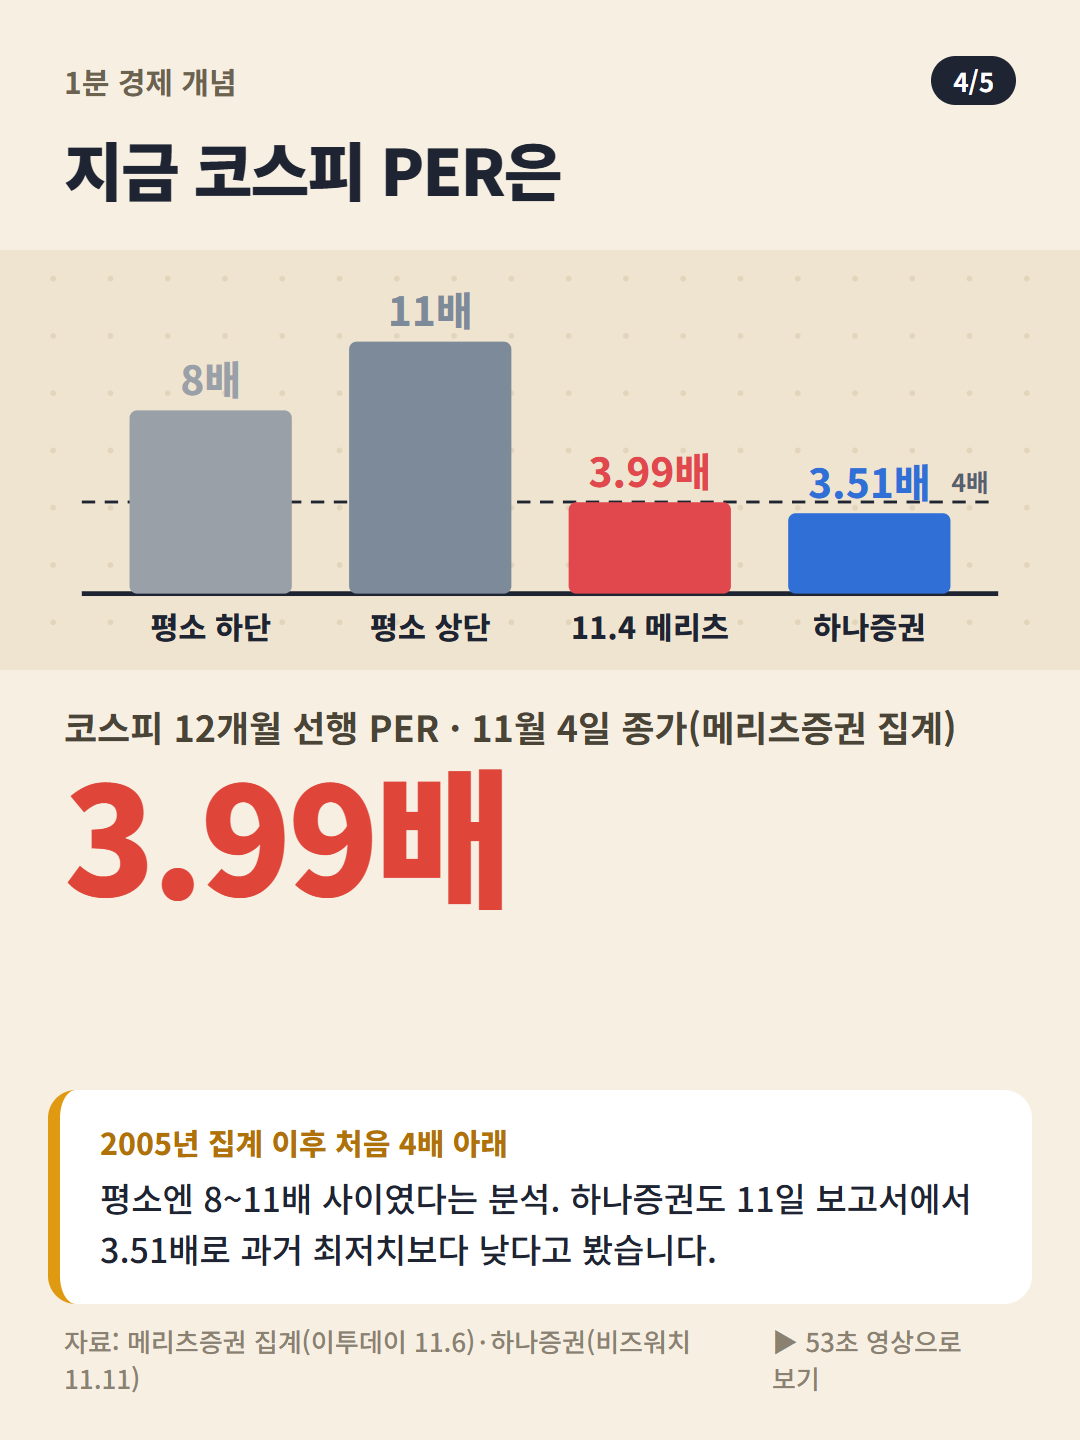 1분 경제 개념
4/5
지금 코스피 PER은
11배
8배
3.99배
3.51배
4배
평소 하단
평소 상단
11.4 메리츠
하나증권
코스피 12개월 선행 PER · 11월 4일 종가(메리츠증권 집계)
3.99배
2005년 집계 이후 처음 4배 아래
평소엔 8~11배 사이였다는 분석. 하나증권도 11일 보고서에서
3.51배로 과거 최저치보다 낮다고 봤습니다.
자료: 메리츠증권 집계(이투데이 11.6)·하나증권(비즈워치
11.11)
▶ 53초 영상으로
보기